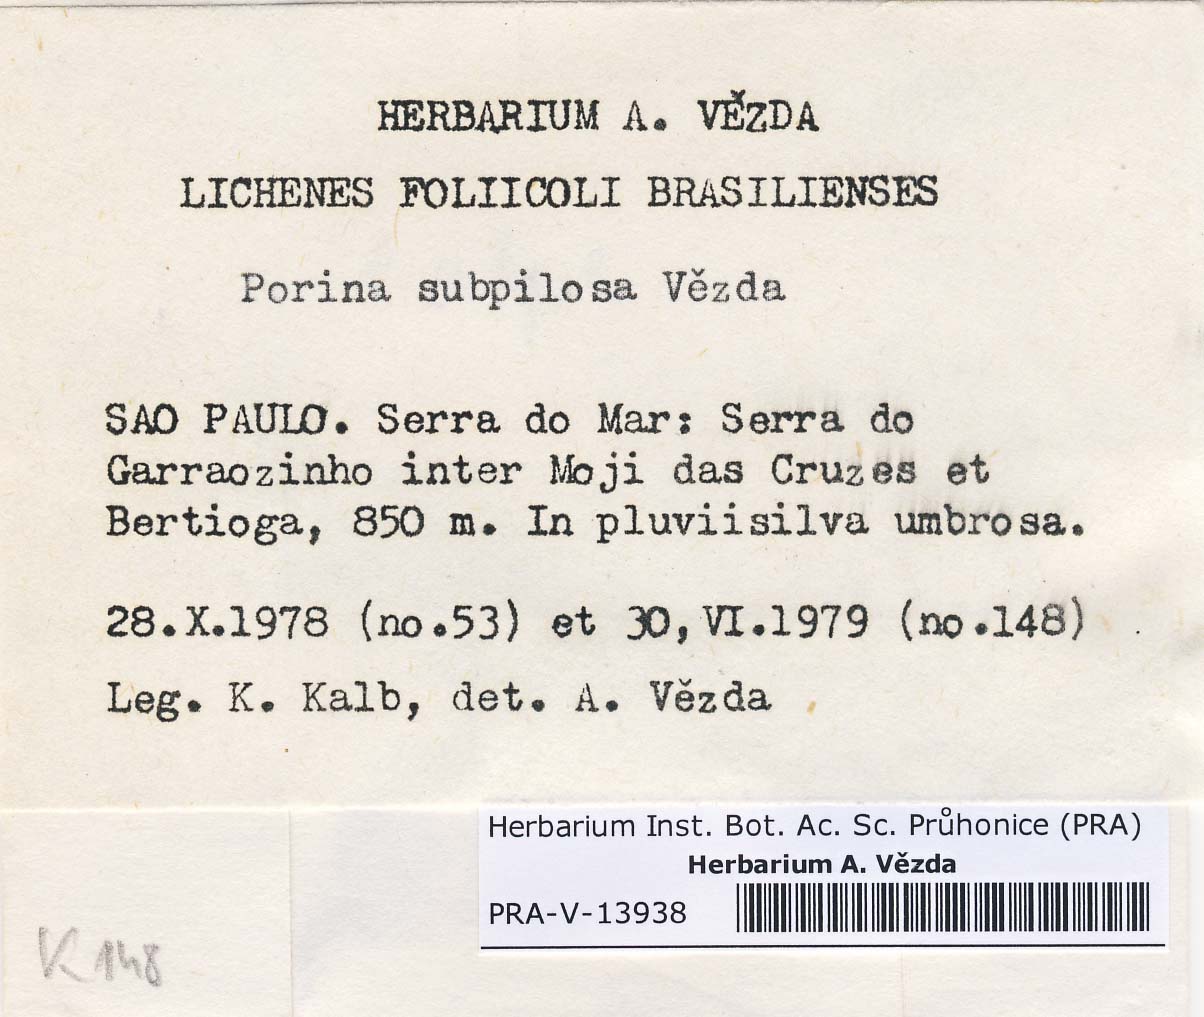 HERBARIUM A. VĚZDA
LICHENES FOLIICOLI BRASILIENSES
Porina subpilosa Vězda
SAO PAULO. Serra do Mar: Serra do
Garraozinho inter Moji das Cruzes et
Bertioga, 850 m. In pluviisilva umbrosa.
28.X.1978 (no.53) et 30,VI.1979 (no.148)
Leg. K. Kalb, det. A. Vězda
Herbarium Inst. Bot. Ac. Sc. Průhonice (PRA)
Herbarium A. Vězda
PRA-V-13938
K 148